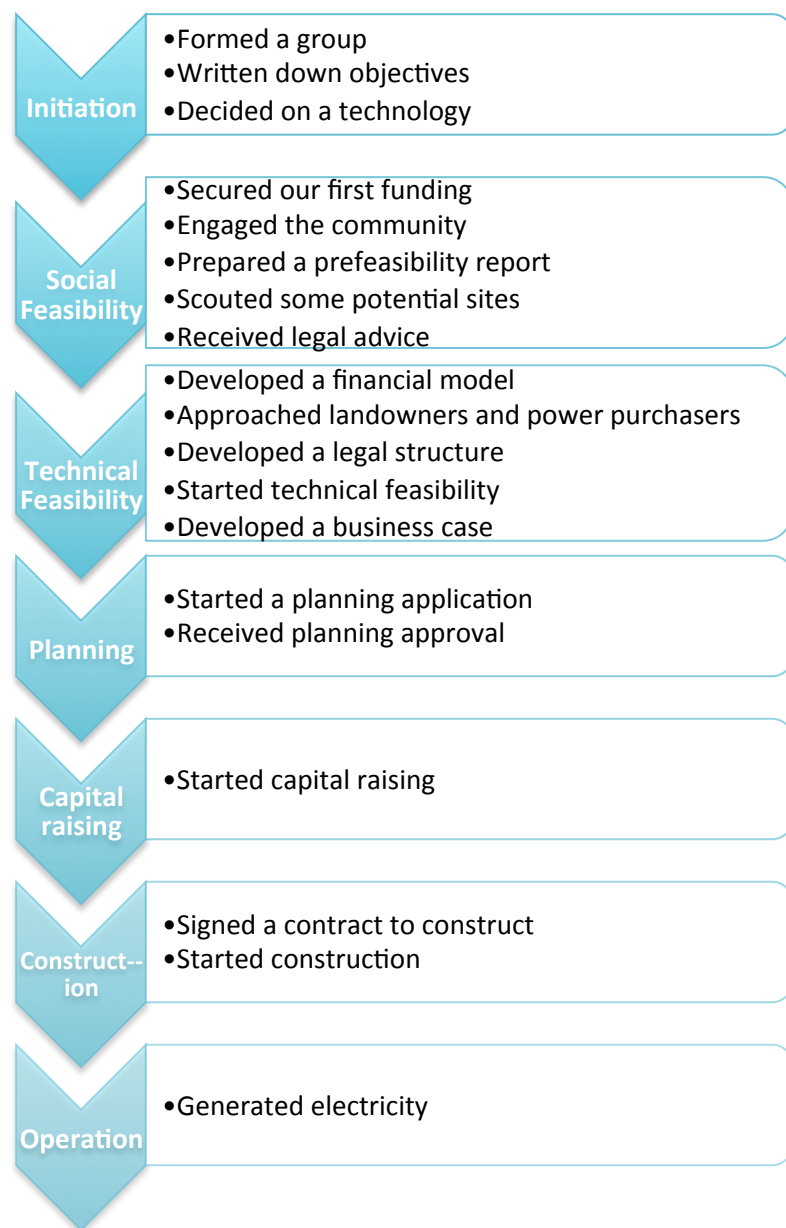 Initiation
•Formed a group
•Written down objectives
•Decided on a technology
Social
Feasibility
•Secured our first funding
•Engaged the community
•Prepared a prefeasibility report
•Scouted some potential sites
•Received legal advice
Technical
Feasibility
•Developed a financial model
•Approached landowners and power purchasers
•Developed a legal structure
•Started technical feasibility
•Developed a business case
Planning
•Started a planning application
•Received planning approval
Capital
raising
•Started capital raising
Construct--
ion
•Signed a contract to construct
•Started construction
Operation
•Generated electricity